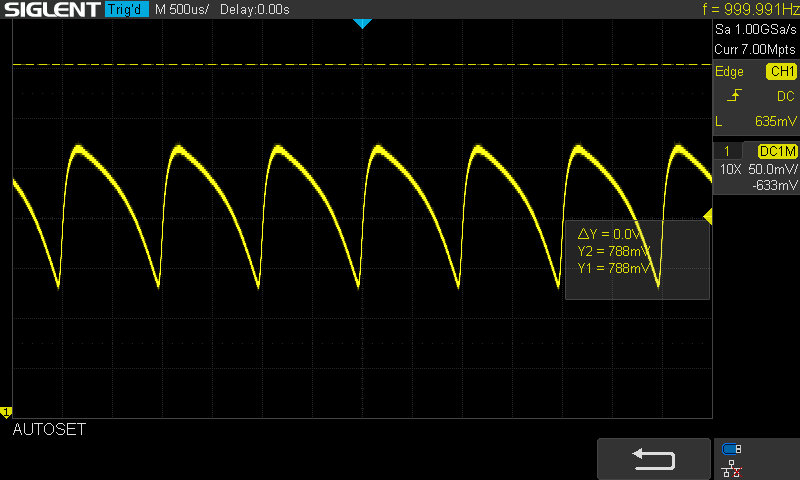 SIGLENT Trig'd M 500us/ Delay:0.00s f = 999.991Hz
Sa 1.00GSa/s
Curr 7.00Mpts
Edge CH1
DC
L 635mV
1 DC1M
10X 50.0mV/
-633mV
△Y = 0.0V
Y2 = 788mV
Y1 = 788mV
1
AUTOSET